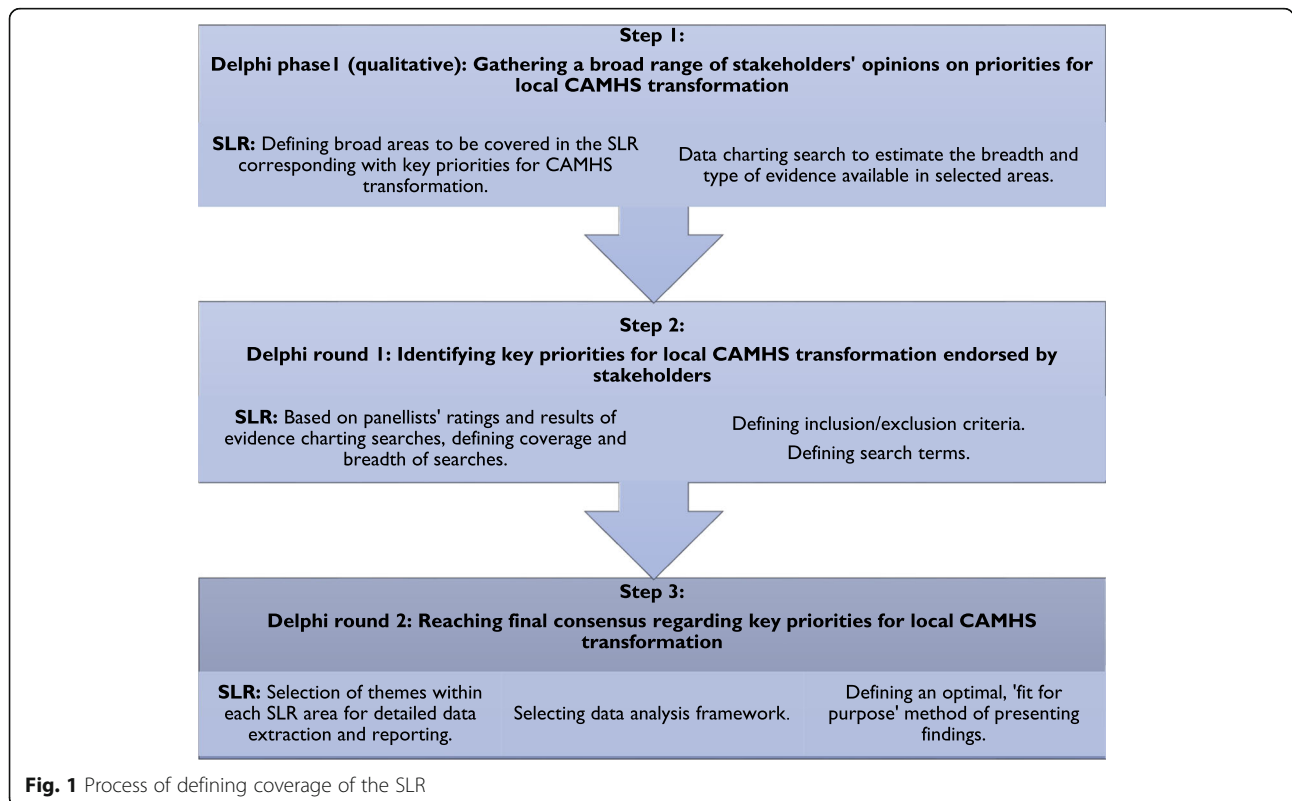 Step 1:
Delphi phase1 (qualitative): Gathering a broad range of stakeholders' opinions on priorities for
local CAMHS transformation
SLR: Defining broad areas to be covered in the SLR
corresponding with key priorities for CAMHS
transformation.
Data charting search to estimate the breadth and
type of evidence available in selected areas.
Step 2:
Delphi round 1: Identifying key priorities for local CAMHS transformation endorsed by
stakeholders
SLR: Based on panellists' ratings and results of
evidence charting searches, defining coverage and
breadth of searches.
Defining inclusion/exclusion criteria.
Defining search terms.
Step 3:
Delphi round 2: Reaching final consensus regarding key priorities for local CAMHS
transformation
SLR: Selection of themes within
each SLR area for detailed data
extraction and reporting.
Selecting data analysis framework.
Defining an optimal, 'fit for
purpose' method of presenting
findings.
Fig. 1 Process of defining coverage of the SLR